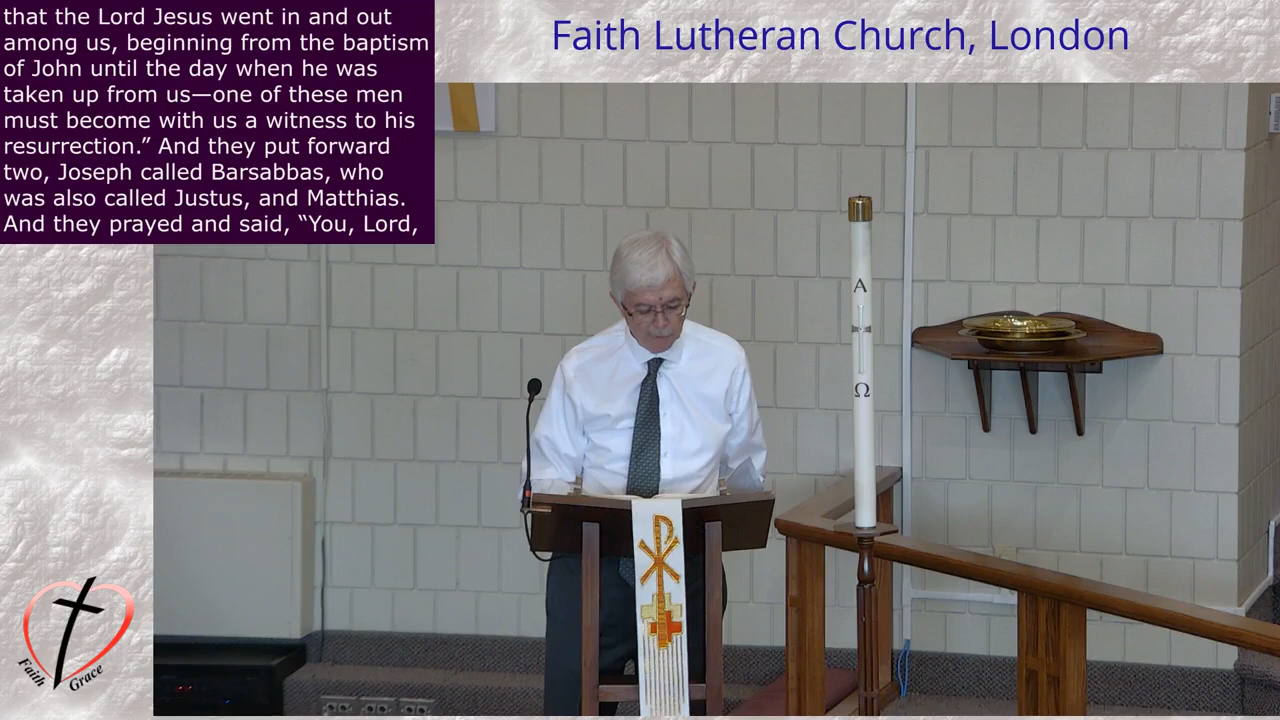 that the Lord Jesus went in and out
among us, beginning from the baptism
of John until the day when he was
taken up from us—one of these men
must become with us a witness to his
resurrection.” And they put forward
two, Joseph called Barsabbas, who
was also called Justus, and Matthias.
And they prayed and said, “You, Lord,
Faith Lutheran Church, London
Α
Ω
Faith
Grace